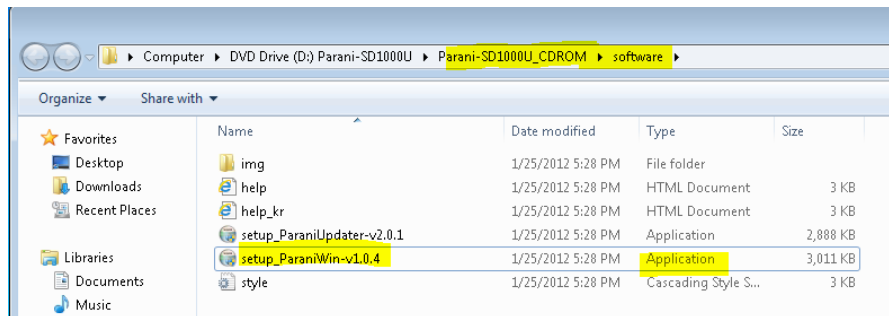 Computer ▸ DVD Drive (D:) Parani-SD1000U ▸ Parani-SD1000U_CDROM ▸ software ▸
Organize ▾ Share with ▾
Favorites
Desktop
Downloads
Recent Places
Libraries
Documents
Music
Name Date modified Type Size
img 1/25/2012 5:28 PM File folder
help 1/25/2012 5:28 PM HTML Document 3 KB
help_kr 1/25/2012 5:28 PM HTML Document 3 KB
setup_ParaniUpdater-v2.0.1 1/25/2012 5:28 PM Application 2,888 KB
setup_ParaniWin-v1.0.4 1/25/2012 5:28 PM Application 3,011 KB
style 1/25/2012 5:28 PM Cascading Style S... 3 KB